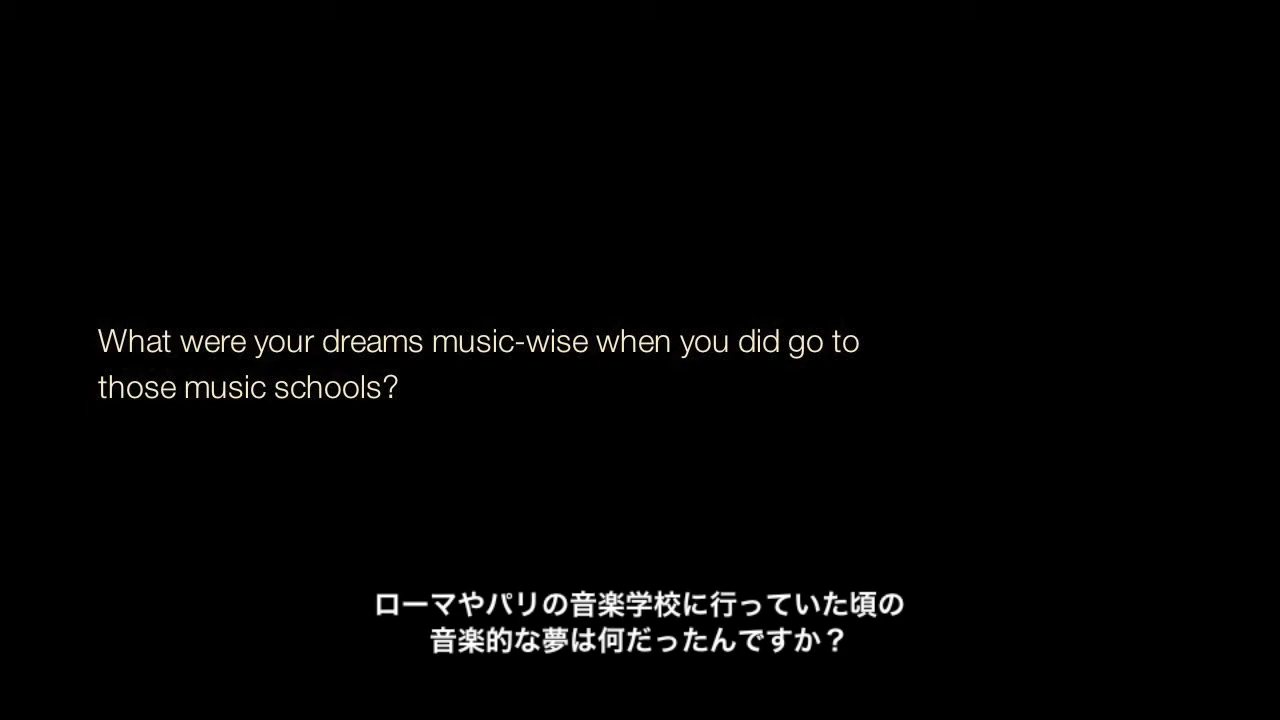 What were your dreams music-wise when you did go to
those music schools?
ローマやパリの音楽学校に行っていた頃の
音楽的な夢は何だったんですか？